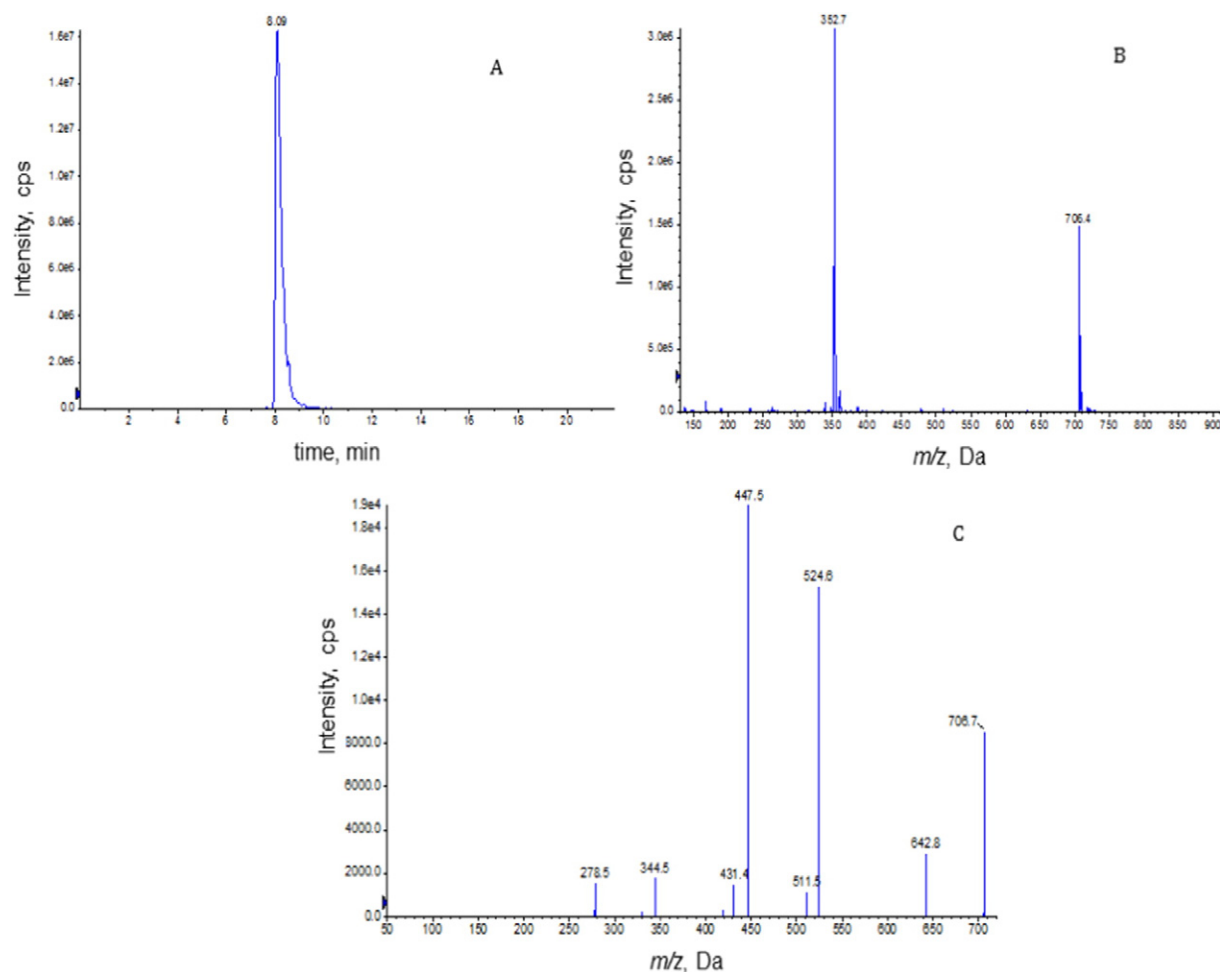 8.09
A
1.6e7
1.4e7
1.2e7
1.0e7
8.0e6
6.0e6
4.0e6
2.0e6
0.0
Intensity, cps
2 4 6 8 10 12 14 16 18 20
time, min
352.7
B
3.0e6
2.5e6
2.0e6
1.5e6
1.0e6
5.0e5
0.0
Intensity, cps
706.4
150 200 250 300 350 400 450 500 550 600 650 700 750 800 850 900
m/z, Da
447.5
C
1.9e4
1.8e4
1.6e4
1.4e4
1.2e4
1.0e4
8000.0
6000.0
4000.0
2000.0
0.0
Intensity, cps
524.6
706.7
642.8
278.5
344.5
431.4
511.5
50 100 150 200 250 300 350 400 450 500 550 600 650 700
m/z, Da